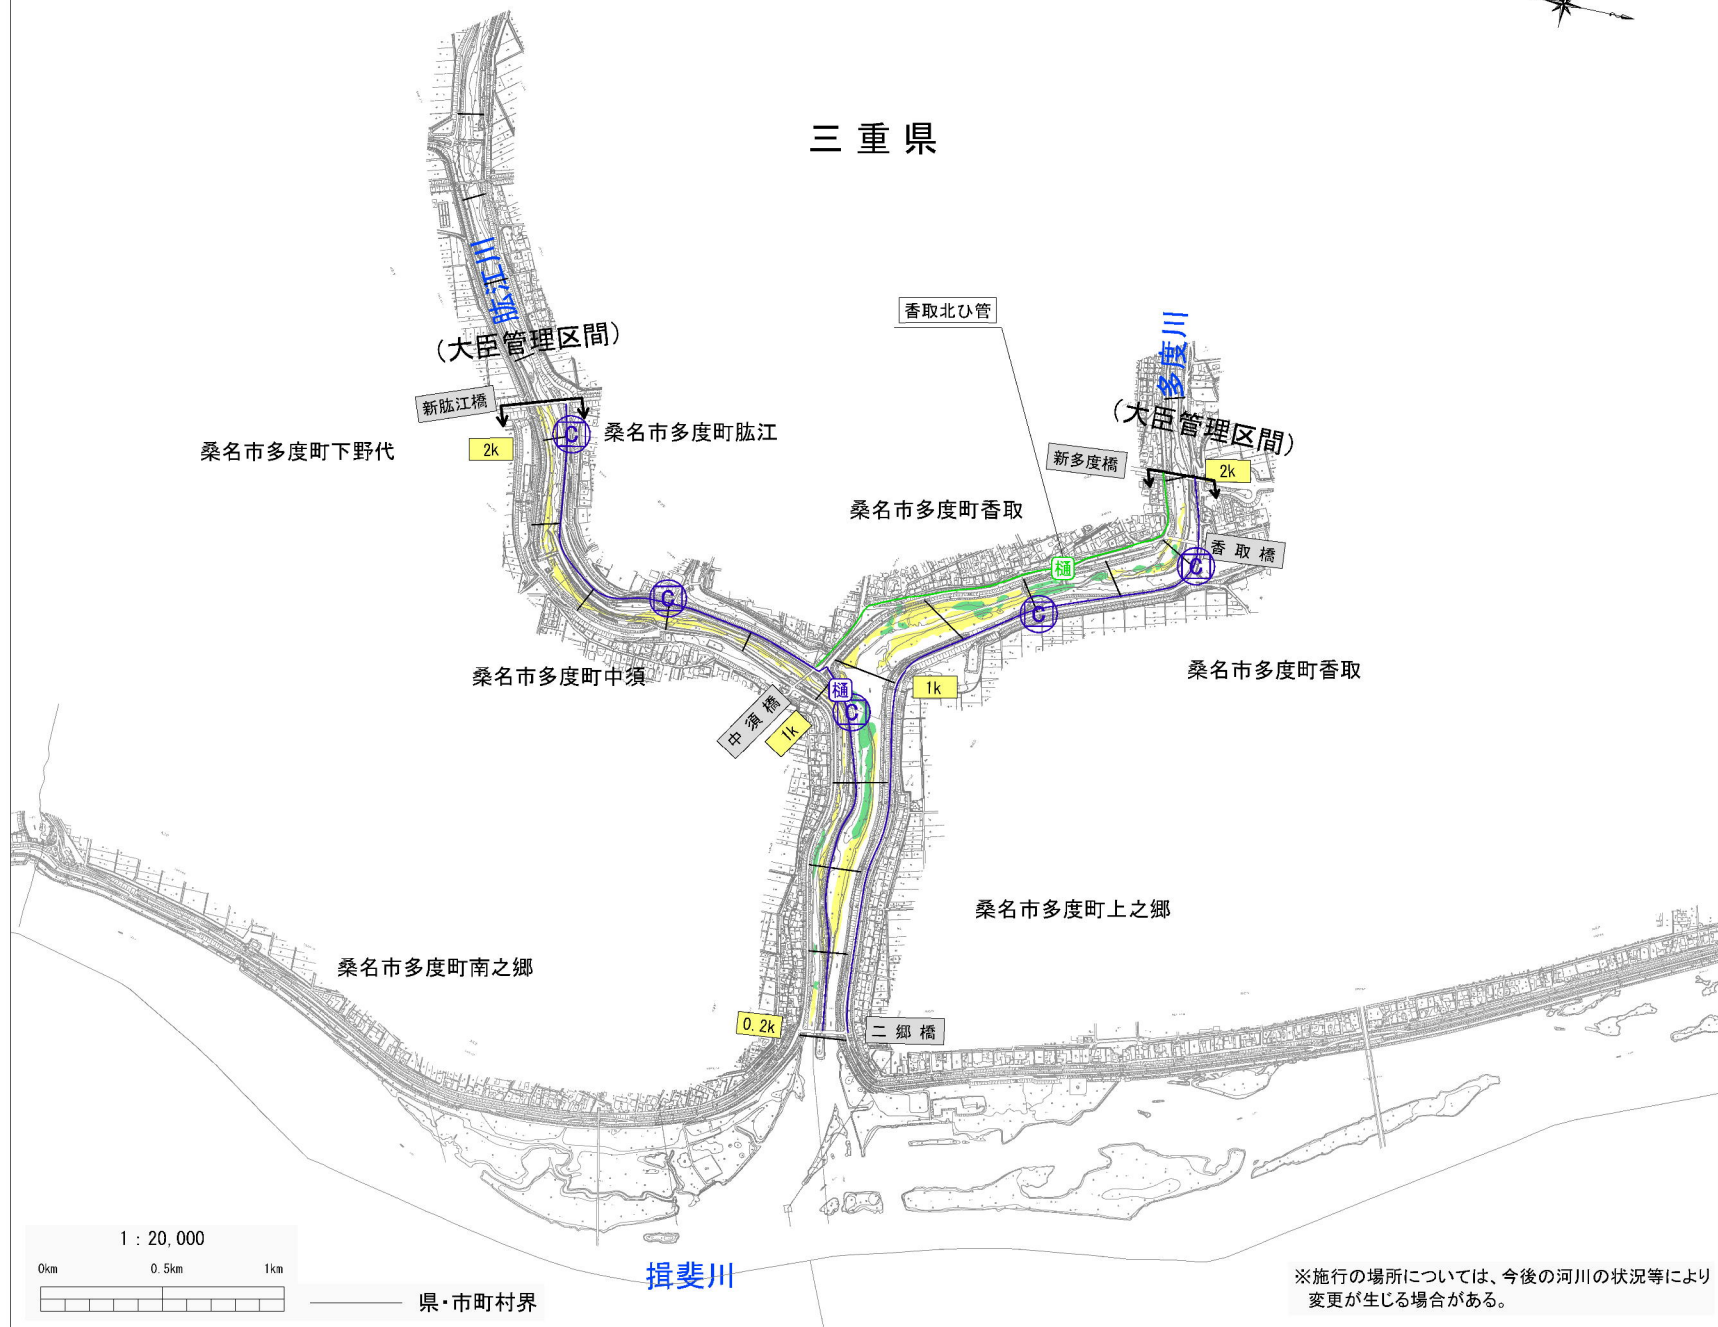 三重県
肱江川
(大臣管理区間)
香取北ひ管
多度川
(大臣管理区間)
新肱江橋
2k
C
桑名市多度町肱江
桑名市多度町下野代
新多度橋
2k
桑名市多度町香取
香取橋
樋
C
C
C
桑名市多度町中須
桑名市多度町香取
樋
1k
C
中須橋
1k
桑名市多度町上之郷
桑名市多度町南之郷
0.2k
二郷橋
揖斐川
1:20,000
0km 0.5km 1km
県・市町村界
※施行の場所については、今後の河川の状況等により
変更が生じる場合がある。